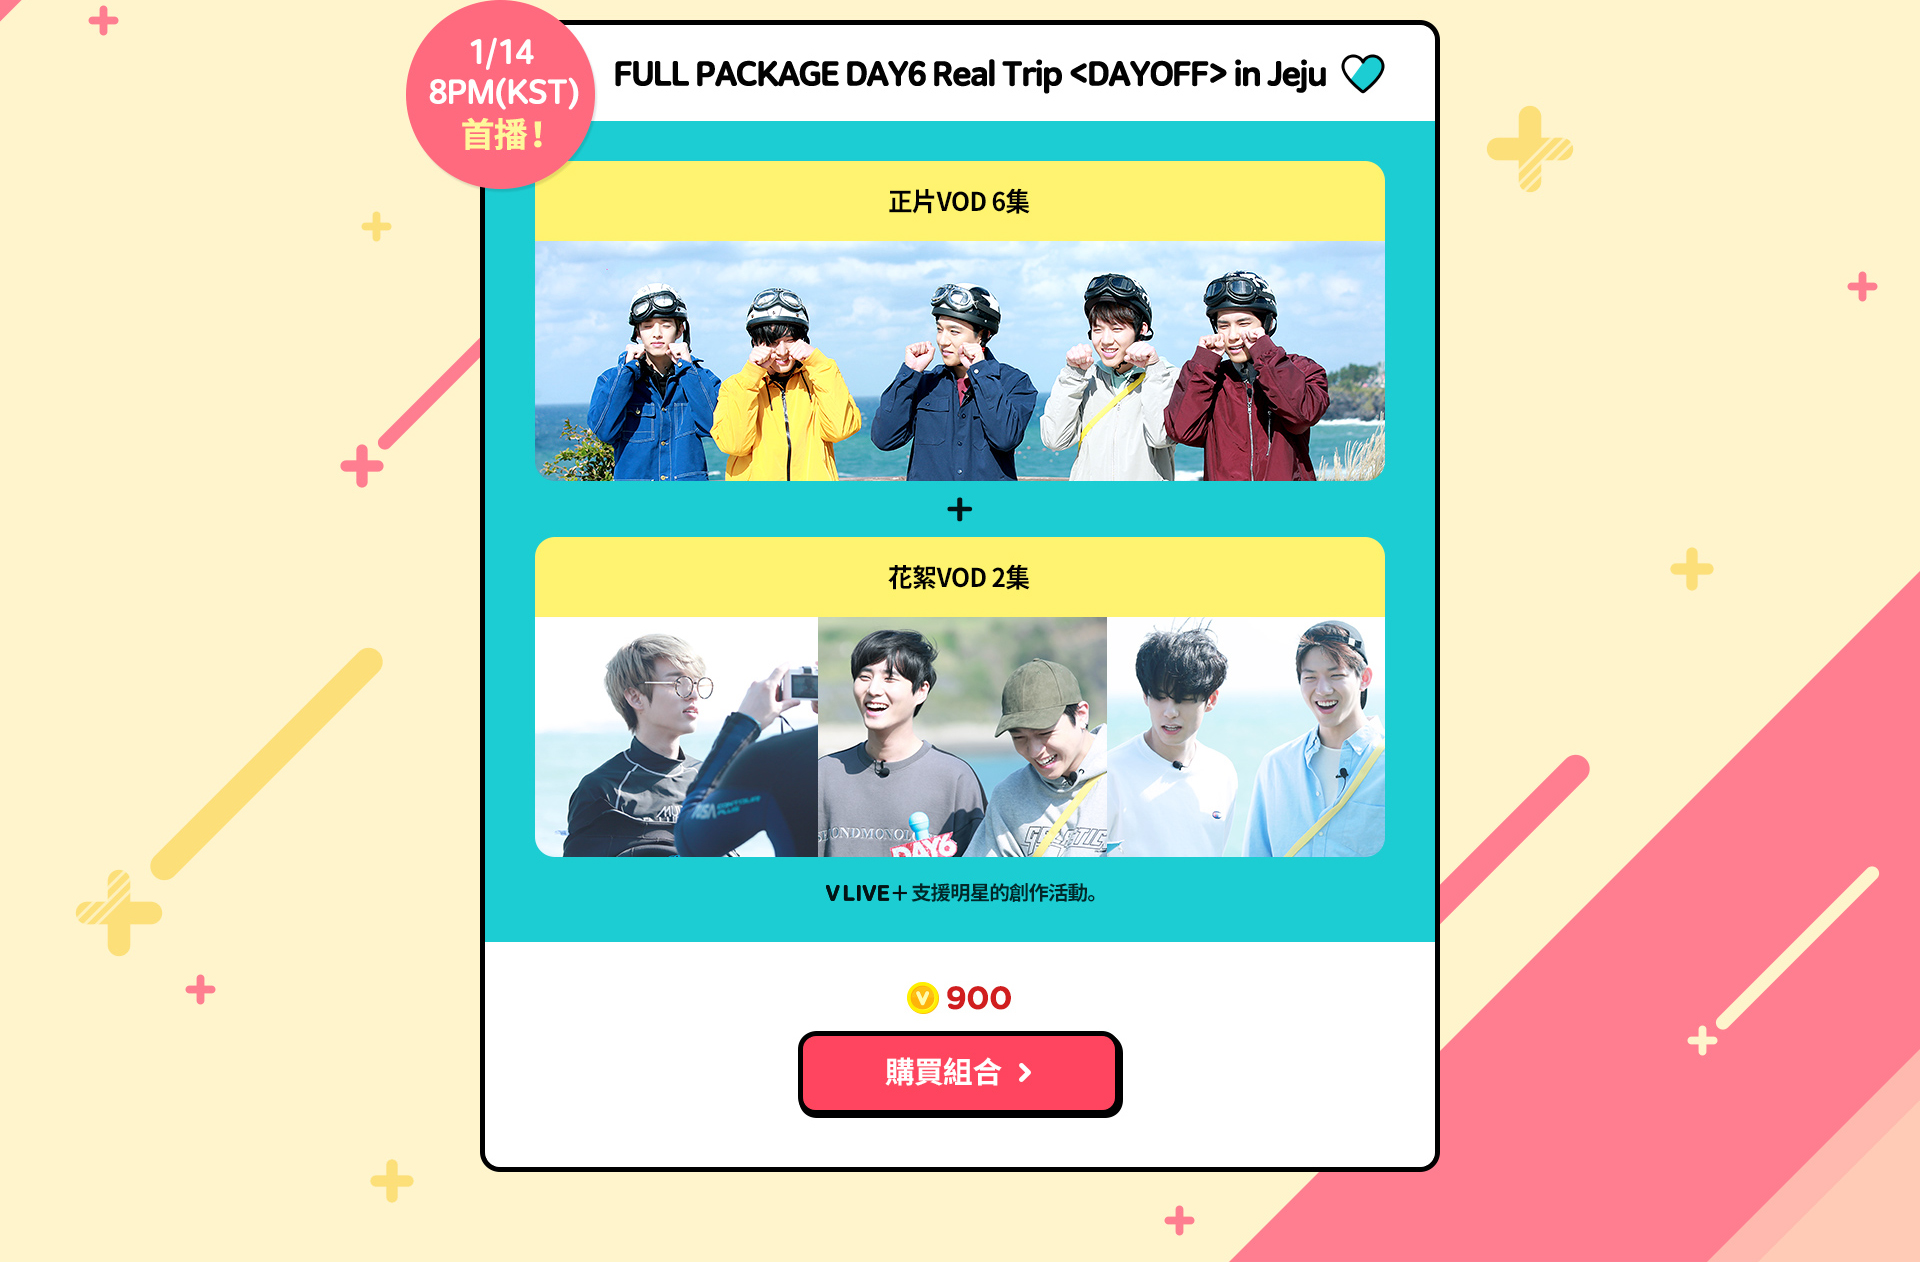 1/14
8PM(KST)
首播!
FULL PACKAGE DAY6 Real Trip <DAYOFF> in Jeju
正片VOD 6集
花絮VOD 2集
DAY6
V LIVE+ 支援明星的創作活動。
V 900
購買組合